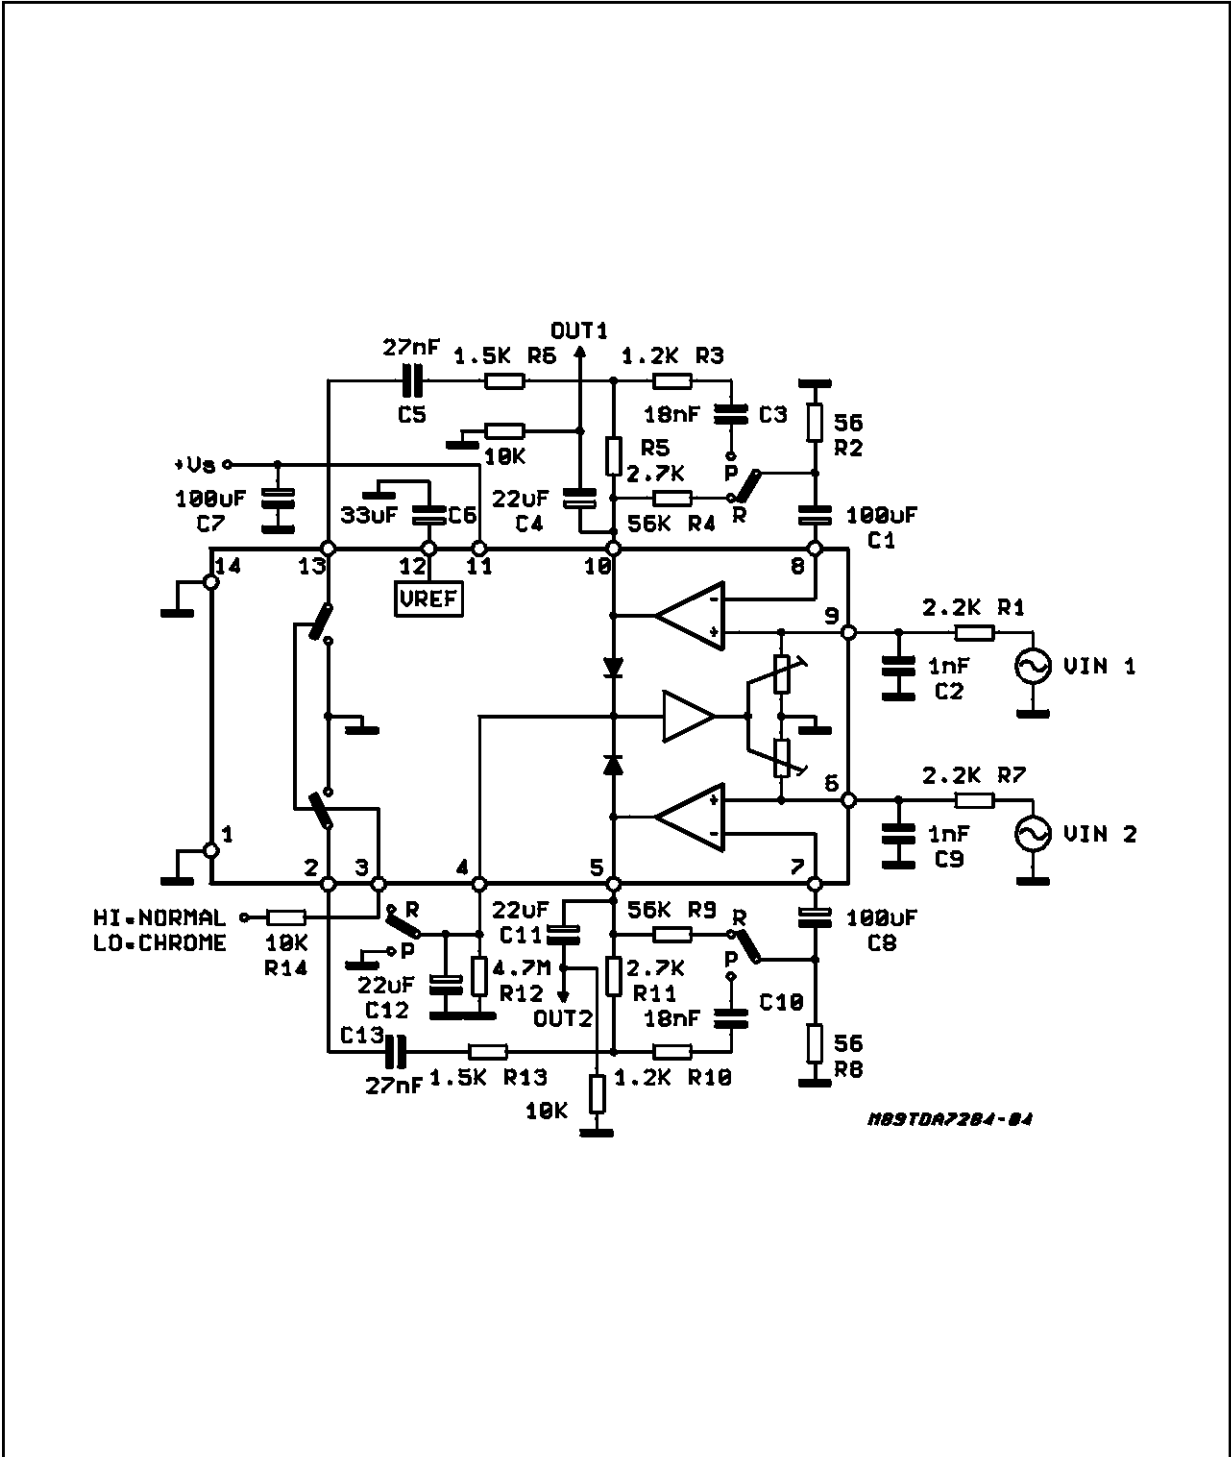 OUT1
27nF
1.5K R6
1.2K R3
C5
18nF
C3
56
R2
10K
R5
2.7K
P
+Vs
100uF
C7
33uF
C6
22uF
C4
56K R4
R
100uF
C1
14
13
12
11
10
8
VREF
9
2.2K R1
1nF
C2
VIN 1
-
+
6
2.2K R7
1nF
C9
VIN 2
+
-
1
2
3
4
5
7
HI=NORMAL
LO=CHROME
10K
R14
R
P
22uF
C11
56K R9
R
100uF
C8
22uF
C12
4.7M
R12
2.7K
R11
P
C10
C13
OUT2
18nF
56
R8
27nF
1.5K R13
1.2K R10
10K
M89TDA7284-04